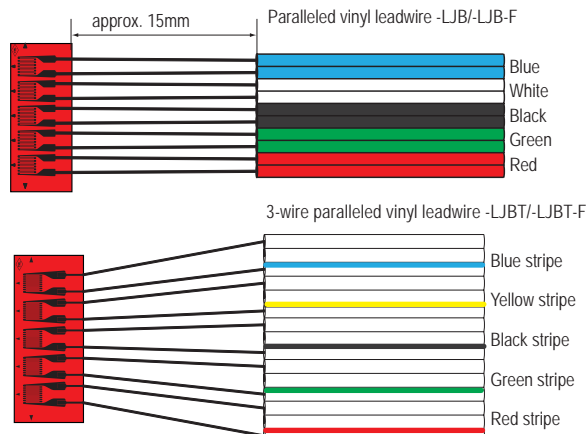 approx. 15mm
Paralleled vinyl leadwire -LJB/-LJB-F
Blue
White
Black
Green
Red
3-wire paralleled vinyl leadwire -LJBT/-LJBT-F
Blue stripe
Yellow stripe
Black stripe
Green stripe
Red stripe